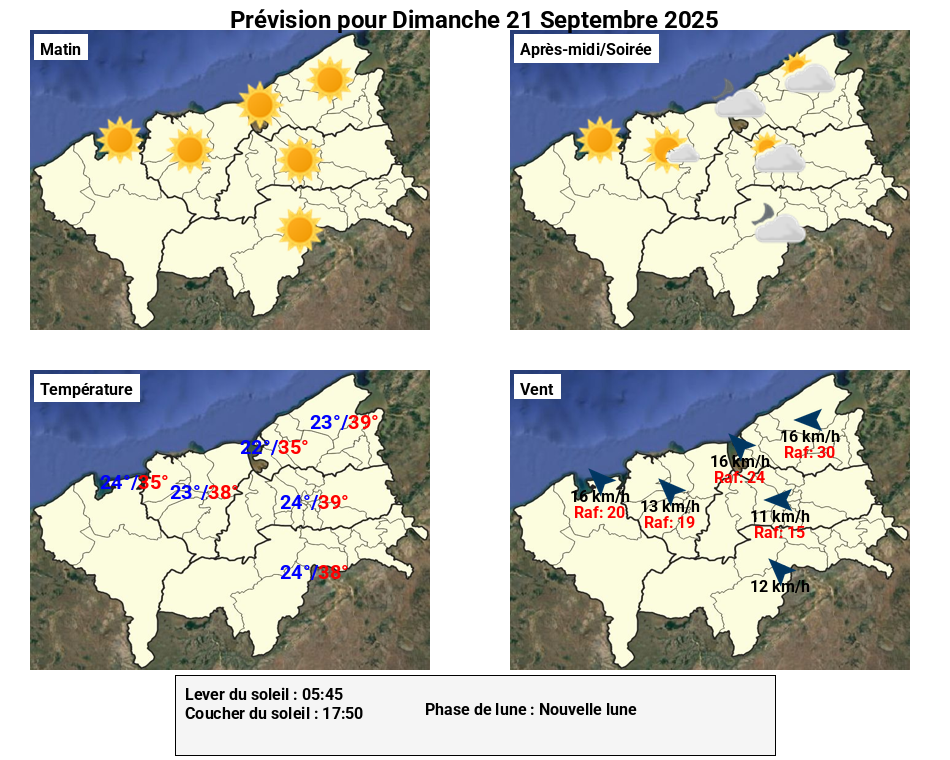 Prévision pour Dimanche 21 Septembre 2025
Matin
Après-midi/Soirée
Température
23°/39°
22°/35°
24°/35°
23°/38°
24°/39°
24°/38°
Vent
16 km/h
Raf: 30
16 km/h
Raf: 24
16 km/h
Raf: 20
13 km/h
Raf: 19
11 km/h
Raf: 15
12 km/h
Lever du soleil : 05:45
Coucher du soleil : 17:50
Phase de lune : Nouvelle lune